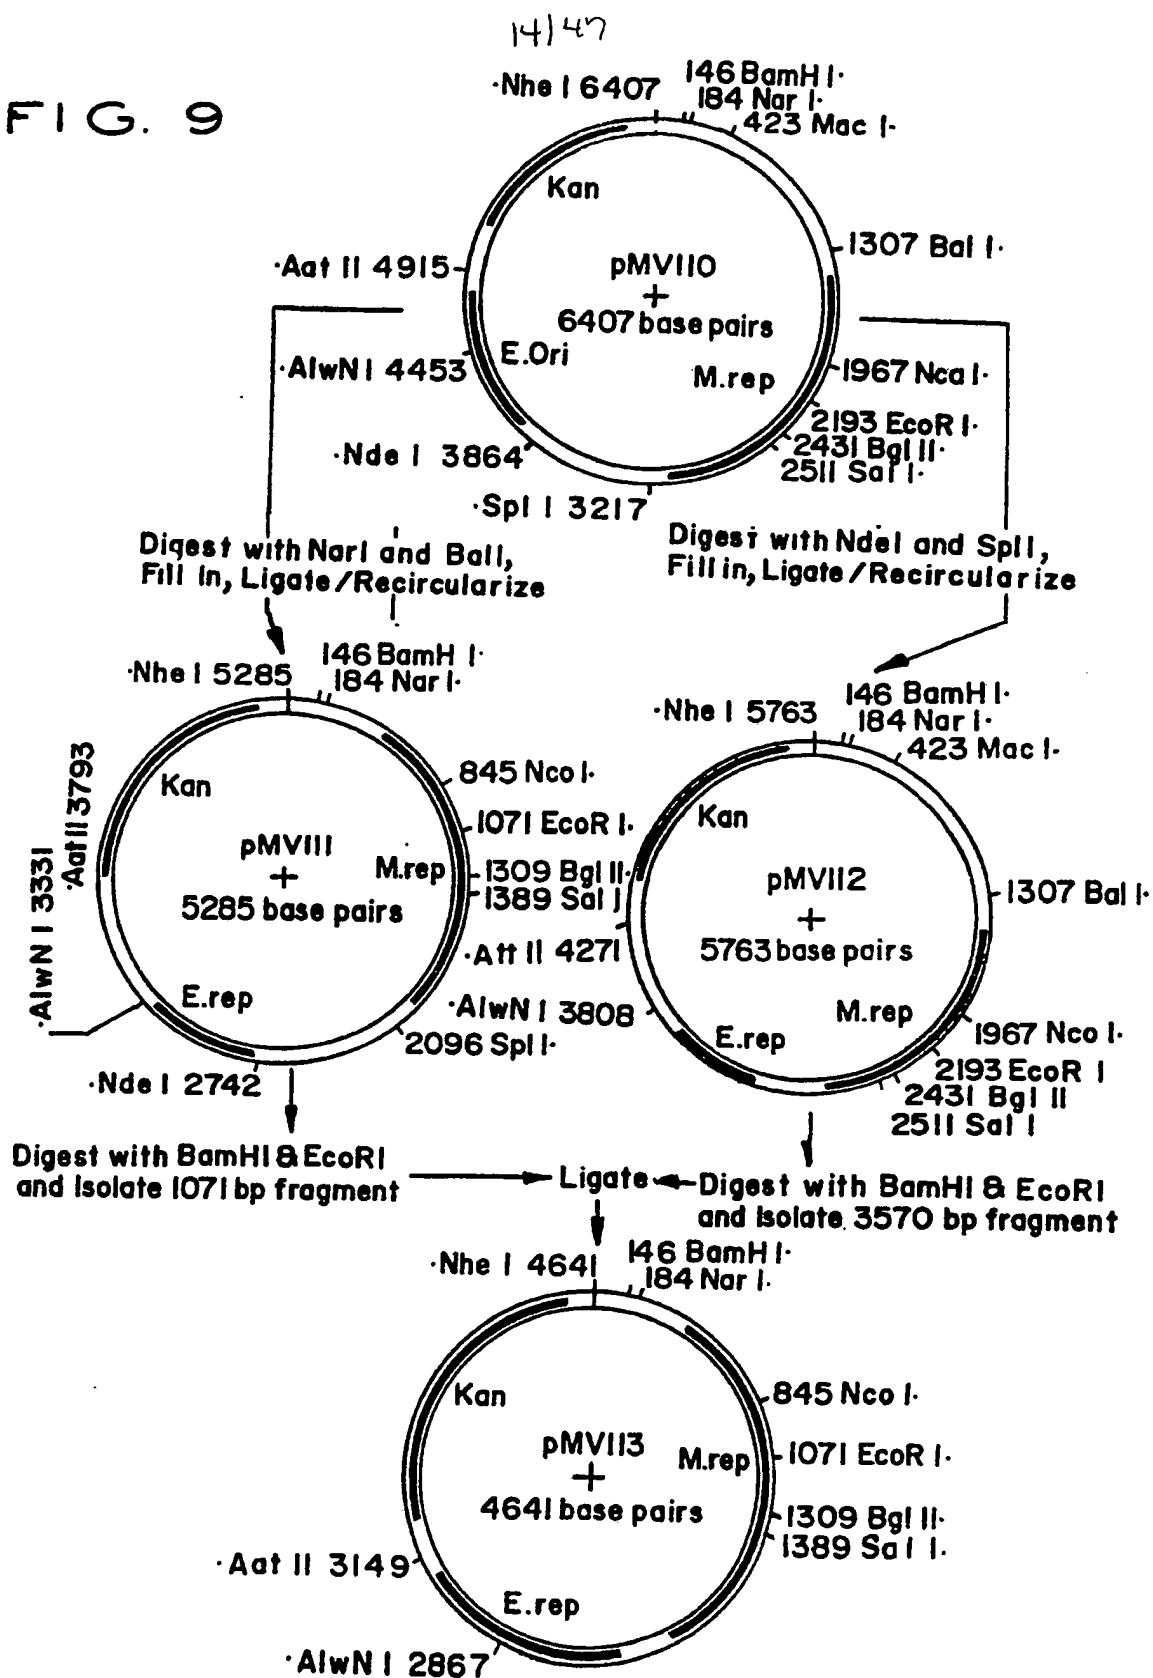 14/47
FIG. 9
·Nhe I 6407
146 BamH I·
184 Nar I·
423 Mac I·
Kan
1307 Bal I·
·Aat II 4915
pMV110
+
6407 base pairs
·AlwN I 4453
E.Ori
M.rep
1967 Nca I·
2193 EcoR I·
2431 Bgl II·
2511 Sal I·
·Nde I 3864
·Spl I 3217
Digest with NarI and BalI,
Fill In, Ligate/Recircularize
Digest with NdeI and SplI,
Fill in, Ligate/Recircularize
·Nhe I 5285
146 BamH I·
184 Nar I·
Kan
845 Nco I·
1071 EcoR I·
pMV111
+
5285 base pairs
M.rep
1309 Bgl II·
1389 Sal I
·Aat II 3793
·AlwN I 3331
E.rep
2096 Spl I·
·Nde I 2742
·Nhe I 5763
146 BamH I·
184 Nar I·
423 Mac I·
Kan
pMV112
+
5763 base pairs
1307 Bal I·
·Att II 4271
·AlwN I 3808
M.rep
E.rep
1967 Nco I·
2193 EcoR I
2431 Bgl II
2511 Sal I
Digest with BamHI & EcoRI
and Isolate 1071 bp fragment
Ligate
Digest with BamHI & EcoRI
and Isolate. 3570 bp fragment
·Nhe I 4641
146 BamH I·
184 Nar I·
Kan
845 Nco I·
pMV113
+
4641 base pairs
M.rep
1071 EcoR I·
1309 Bgl II·
1389 Sal I·
·Aat II 3149
E.rep
·AlwN I 2867